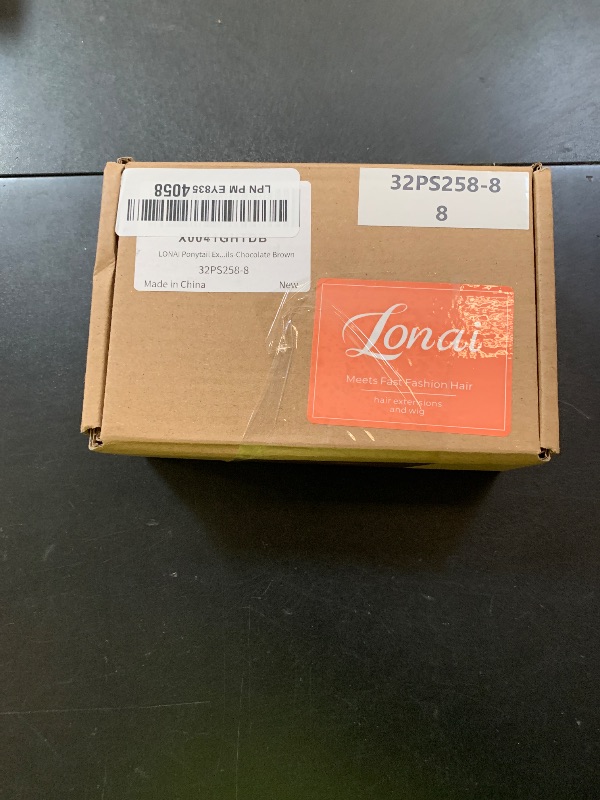 LPN PM EY8354058
X0041GH1DB
LONAI Ponytail Ex...ils Chocolate Brown
32PS258-8
Made in China New
32PS258-8
8
Lonai
Meets Fast Fashion Hair
hair extensions
and wig